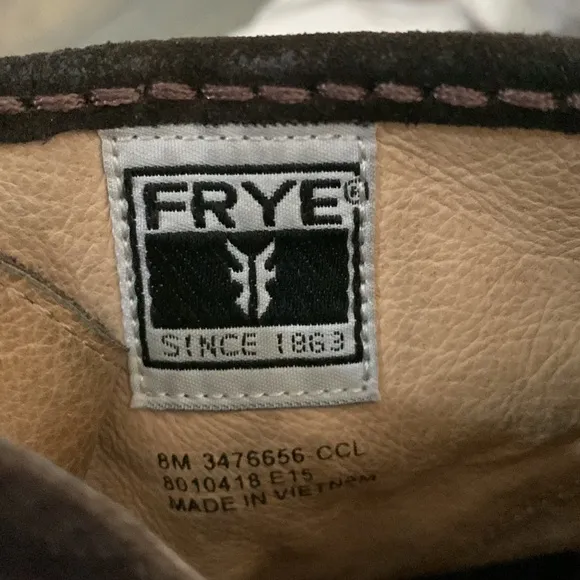 FRYE®
SINCE 1863
8M 3476656-CCL
8010418 E15
MADE IN VIETNAM